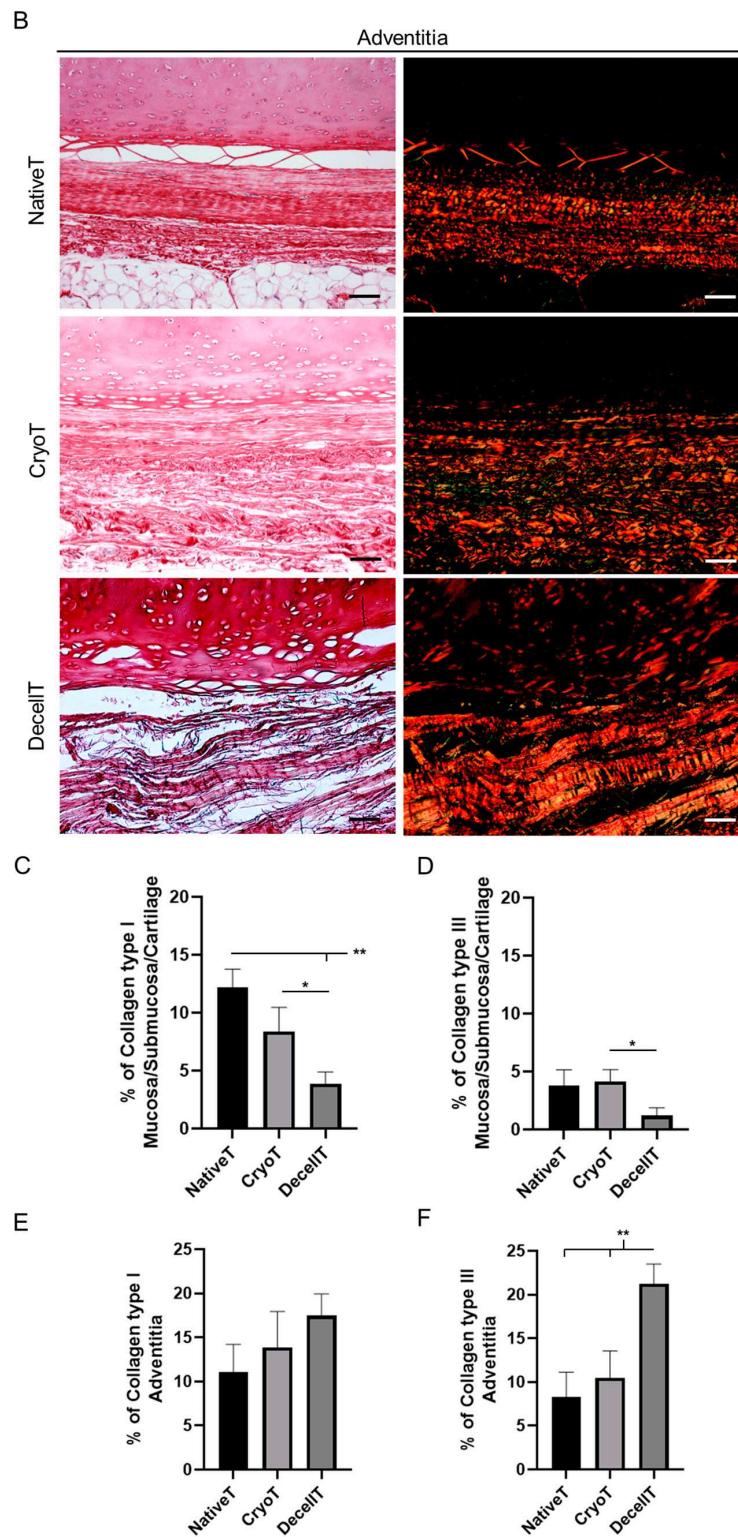 B
Adventitia
NativeT
CryoT
DecellT
C
% of Collagen type I
Mucosa/Submucosa/Cartilage
20
15
10
5
0
**
*
NativeT
CryoT
DecellT
D
% of Collagen type III
Mucosa/Submucosa/Cartilage
20
15
10
5
0
*
NativeT
CryoT
DecellT
E
% of Collagen type I
Adventitia
25
20
15
10
5
0
NativeT
CryoT
DecellT
F
% of Collagen type III
Adventitia
25
20
15
10
5
0
**
NativeT
CryoT
DecellT